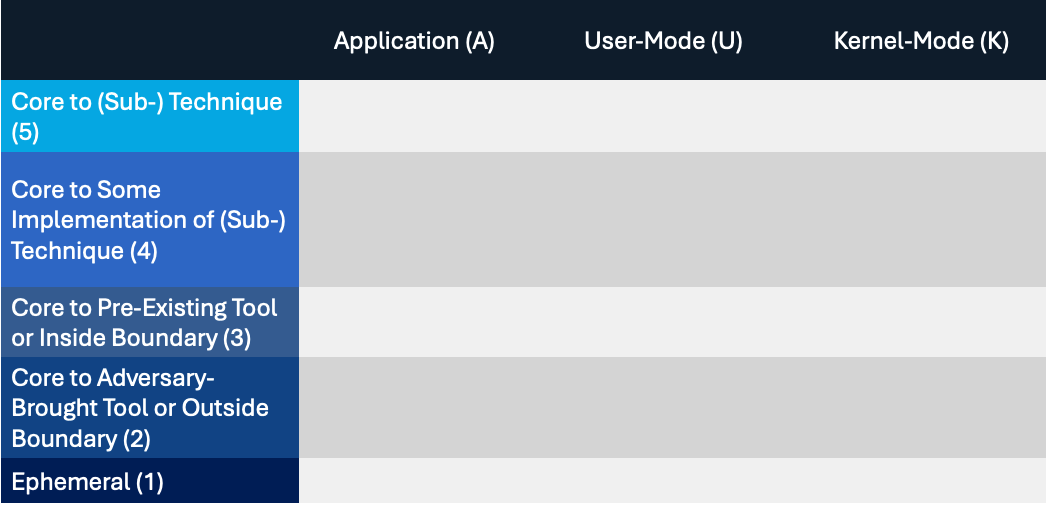 Application (A) User-Mode (U) Kernel-Mode (K)
Core to (Sub-) Technique
(5)
Core to Some
Implementation of (Sub-)
Technique (4)
Core to Pre-Existing Tool
or Inside Boundary (3)
Core to Adversary-
Brought Tool or Outside
Boundary (2)
Ephemeral (1)